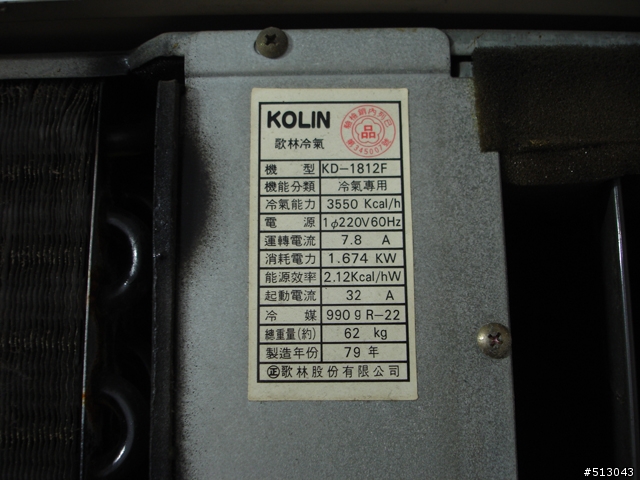 KOLIN
歌林冷氣
品
機 型 KD-1812F
機能分類 冷氣專用
冷氣能力 3550 Kcal/h
電 源 1φ220V60Hz
運轉電流 7.8 A
消耗電力 1.674 KW
能源效率 2.12Kcal/hW
起動電流 32 A
冷 媒 990g R-22
總重量(約) 62 kg
製造年份 79 年
㊣歌林股份有限公司
#513043